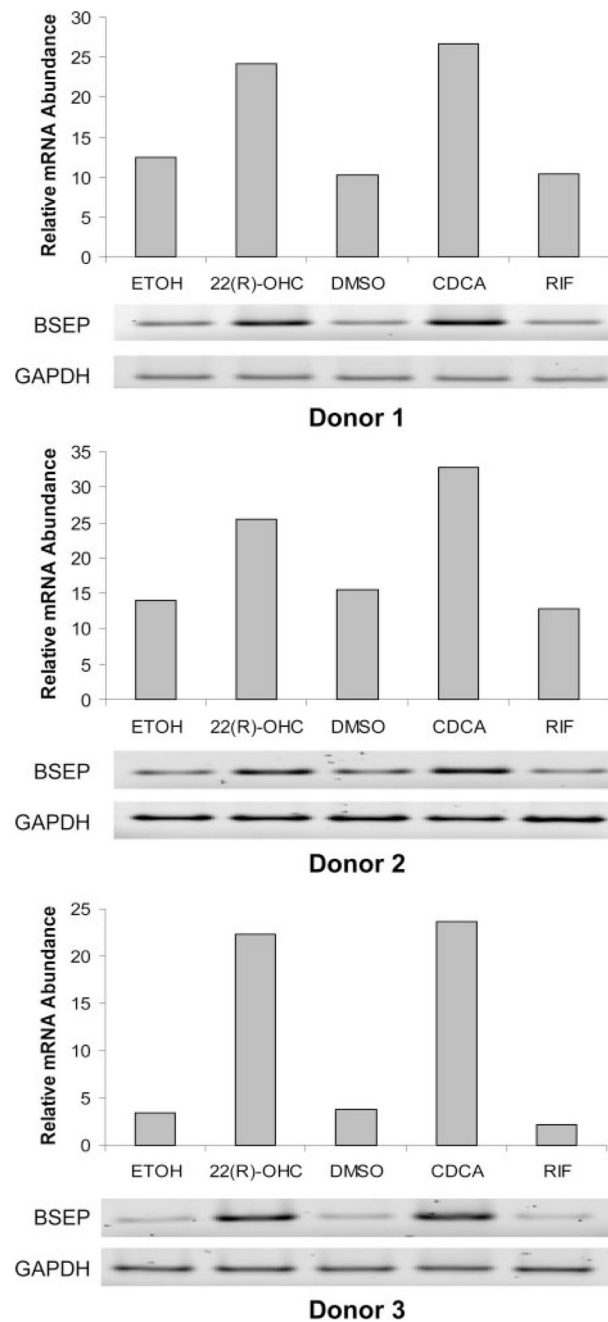 Relative mRNA Abundance
30
25
20
15
10
5
0
ETOH 22(R)-OHC DMSO CDCA RIF
BSEP
GAPDH
Donor 1
Relative mRNA Abundance
35
30
25
20
15
10
5
0
ETOH 22(R)-OHC DMSO CDCA RIF
BSEP
GAPDH
Donor 2
Relative mRNA Abundance
25
20
15
10
5
0
ETOH 22(R)-OHC DMSO CDCA RIF
BSEP
GAPDH
Donor 3